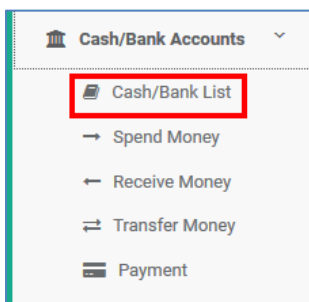 Cash/Bank Accounts
Cash/Bank List
Spend Money
Receive Money
Transfer Money
Payment